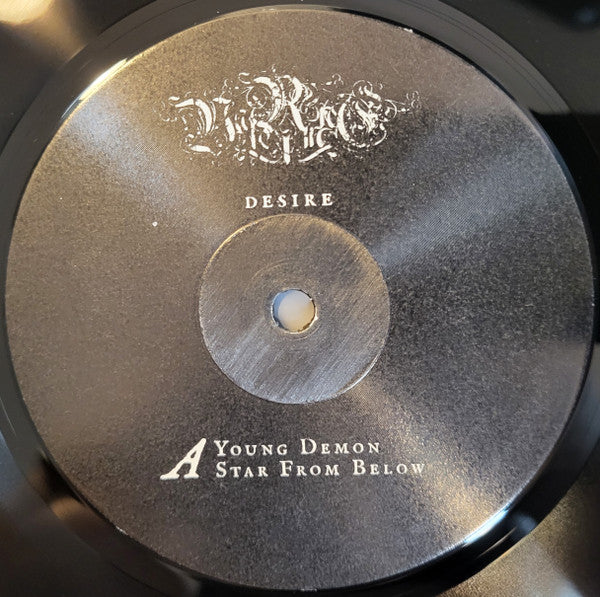 DESIRE
A YOUNG DEMON
STAR FROM BELOW